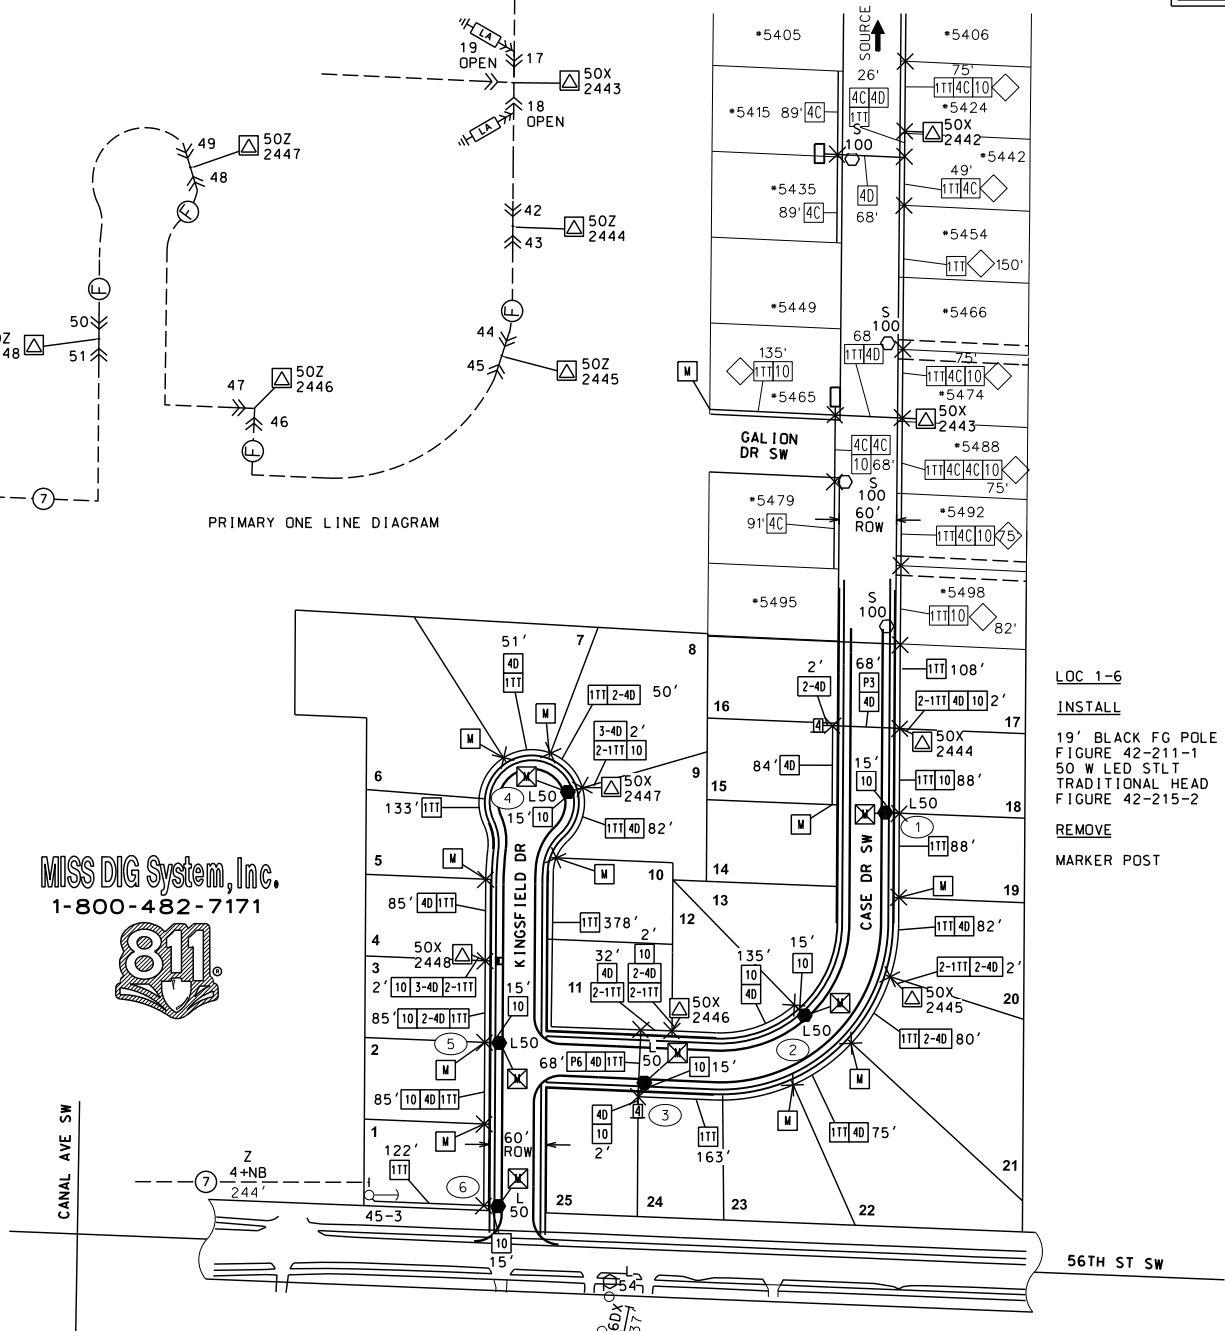 LA
19
OPEN
17
50X
2443
18
OPEN
LA
49
50Z
2447
48
42
50Z
2444
43
F
F
F
F
50
51
48
44
45
50Z
2445
47
50Z
2446
46
7
PRIMARY ONE LINE DIAGRAM
SOURCE
*5405
*5406
26'
4C 4D
1TT
75'
1TT 4C 10
*5424
*5415 89' 4C
S
100
50X
2442
*5442
49'
1TT 4C
*5435
89' 4C
4D
68'
*5454
1TT 150'
*5449
S
100
*5466
68'
1TT 4D
135'
1TT 10
75'
1TT 4C 10
*5474
M
*5465
50X
2443
GALION
DR SW
4C 4C
10 68'
*5488
1TT 4C 4C 10
75'
*5479
91' 4C
S
100
60'
ROW
*5492
1TT 4C 10 75'
*5495
S
100
*5498
1TT 10
82'
7
8
51'
4D
1TT
1TT 2-4D 50'
M
M
3-4D 2'
2-1TT 10
50X
2447
9
6
133' 1TT
4
L50
15' 10
1TT 4D 82'
M
5
M
10
85' 4D 1TT
KINGSFIELD DR
1TT 378'
2'
68'
P3
4D
2'
2-4D
1TT 108'
2-1TT 4D 10 2'
17
16
4
50X
2444
84' 4D
15'
10
1TT 10 88'
15
L50
18
M
M
1
1TT 88'
14
CASE DR SW
M
19
13
12
1TT 4D 82'
15'
135'
10
10
4D
2-1TT 2-4D 2'
20
50X
2445
L50
M
1TT 2-4D 80'
2
M
4
50X
2448
3
2' 10 3-4D 2-1TT
15'
10
85' 10 2-4D 1TT
32'
4D
2-1TT
10
2-4D
2-1TT
11
50X
2446
2
5
L50
M
M
68' P6 4D 1TT
L
50
M
10 15'
85' 10 4D 1TT
4D
10
2'
4
3
1TT
163'
M
1TT 4D 75'
1
M
122'
1TT
60'
ROW
6
M
L
50
25
24
23
22
21
CANAL AVE SW
Z
4+NB
244'
7
45-3
10
15'
L
54
56TH ST SW
LOC 1-6
INSTALL
19' BLACK FG POLE
FIGURE 42-211-1
50 W LED STLT
TRADITIONAL HEAD
FIGURE 42-215-2
REMOVE
MARKER POST
MISS DIG System, Inc.
1-800-482-7171
811
®